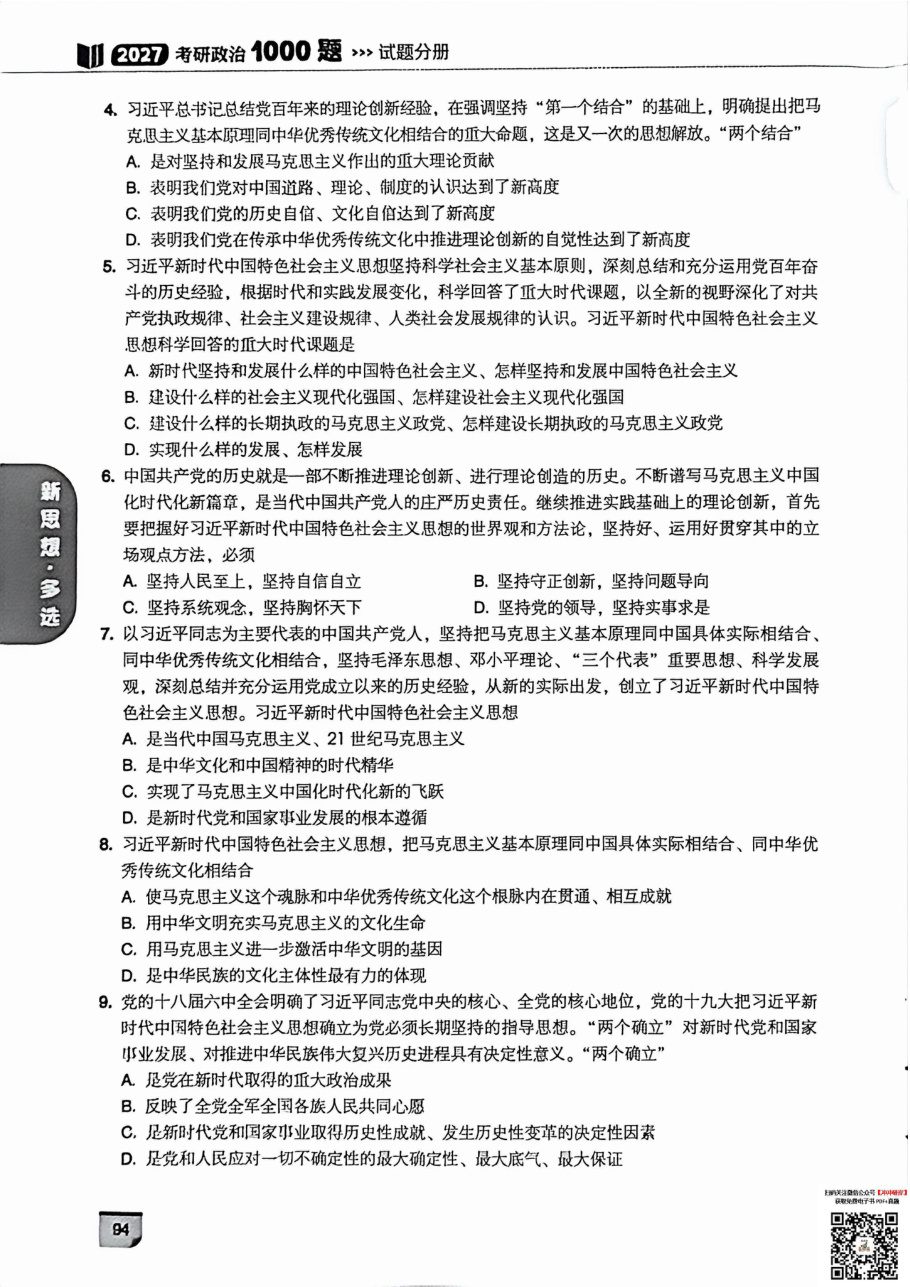 2027 考研政治1000题 >>> 试题分册
4. 习近平总书记总结党百年来的理论创新经验，在强调坚持“第一个结合”的基础上，明确提出把马
克思主义基本原理同中华优秀传统文化相结合的重大命题，这是又一次的思想解放。“两个结合”
A. 是对坚持和发展马克思主义作出的重大理论贡献
B. 表明我们党对中国道路、理论、制度的认识达到了新高度
C. 表明我们党的历史自信、文化自信达到了新高度
D. 表明我们党在传承中华优秀传统文化中推进理论创新的自觉性达到了新高度
5. 习近平新时代中国特色社会主义思想坚持科学社会主义基本原则，深刻总结和充分运用党百年奋
斗的历史经验，根据时代和实践发展变化，科学回答了重大时代课题，以全新的视野深化了对共
产党执政规律、社会主义建设规律、人类社会发展规律的认识。习近平新时代中国特色社会主义
思想科学回答的重大时代课题是
A. 新时代坚持和发展什么样的中国特色社会主义、怎样坚持和发展中国特色社会主义
B. 建设什么样的社会主义现代化强国、怎样建设社会主义现代化强国
C. 建设什么样的长期执政的马克思主义政党、怎样建设长期执政的马克思主义政党
D. 实现什么样的发展、怎样发展
6. 中国共产党的历史就是一部不断推进理论创新、进行理论创造的历史。不断谱写马克思主义中国
化时代化新篇章，是当代中国共产党人的庄严历史责任。继续推进实践基础上的理论创新，首先
要把握好习近平新时代中国特色社会主义思想的世界观和方法论，坚持好、运用好贯穿其中的立
场观点方法，必须
A. 坚持人民至上，坚持自信自立 B. 坚持守正创新，坚持问题导向
C. 坚持系统观念，坚持胸怀天下 D. 坚持党的领导，坚持实事求是
新思想·多选
7. 以习近平同志为主要代表的中国共产党人，坚持把马克思主义基本原理同中国具体实际相结合、
同中华优秀传统文化相结合，坚持毛泽东思想、邓小平理论、“三个代表”重要思想、科学发展
观，深刻总结并充分运用党成立以来的历史经验，从新的实际出发，创立了习近平新时代中国特
色社会主义思想。习近平新时代中国特色社会主义思想
A. 是当代中国马克思主义、21世纪马克思主义
B. 是中华文化和中国精神的时代精华
C. 实现了马克思主义中国化时代化新的飞跃
D. 是新时代党和国家事业发展的根本遵循
8. 习近平新时代中国特色社会主义思想，把马克思主义基本原理同中国具体实际相结合、同中华优
秀传统文化相结合
A. 使马克思主义这个魂脉和中华优秀传统文化这个根脉内在贯通、相互成就
B. 用中华文明充实马克思主义的文化生命
C. 用马克思主义进一步激活中华文明的基因
D. 是中华民族的文化主体性最有力的体现
9. 党的十八届六中全会明确了习近平同志党中央的核心、全党的核心地位，党的十九大把习近平新
时代中国特色社会主义思想确立为党必须长期坚持的指导思想。“两个确立”对新时代党和国家
事业发展、对推进中华民族伟大复兴历史进程具有决定性意义。“两个确立”
A. 是党在新时代取得的重大政治成果
B. 反映了全党全军全国各族人民共同心愿
C. 是新时代党和国家事业取得历史性成就、发生历史性变革的决定性因素
D. 是党和人民应对一切不确定性的最大确定性、最大底气、最大保证
94